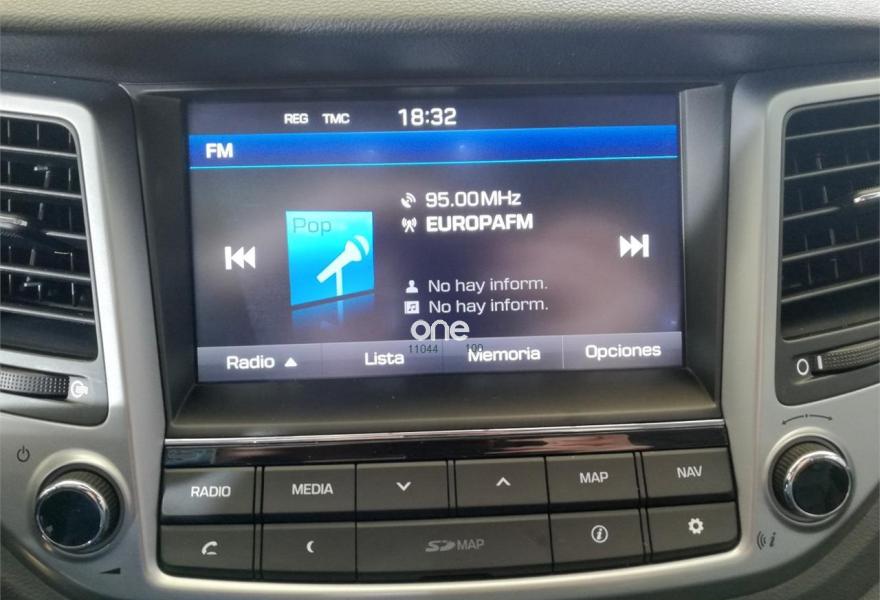 REG TMC 18:32
FM
Pop
95.00MHz
EUROPAFM
No hay inform.
No hay inform.
one
11044 100
Radio Lista Memoria Opciones
RADIO MEDIA MAP NAV
SD MAP i
O
i